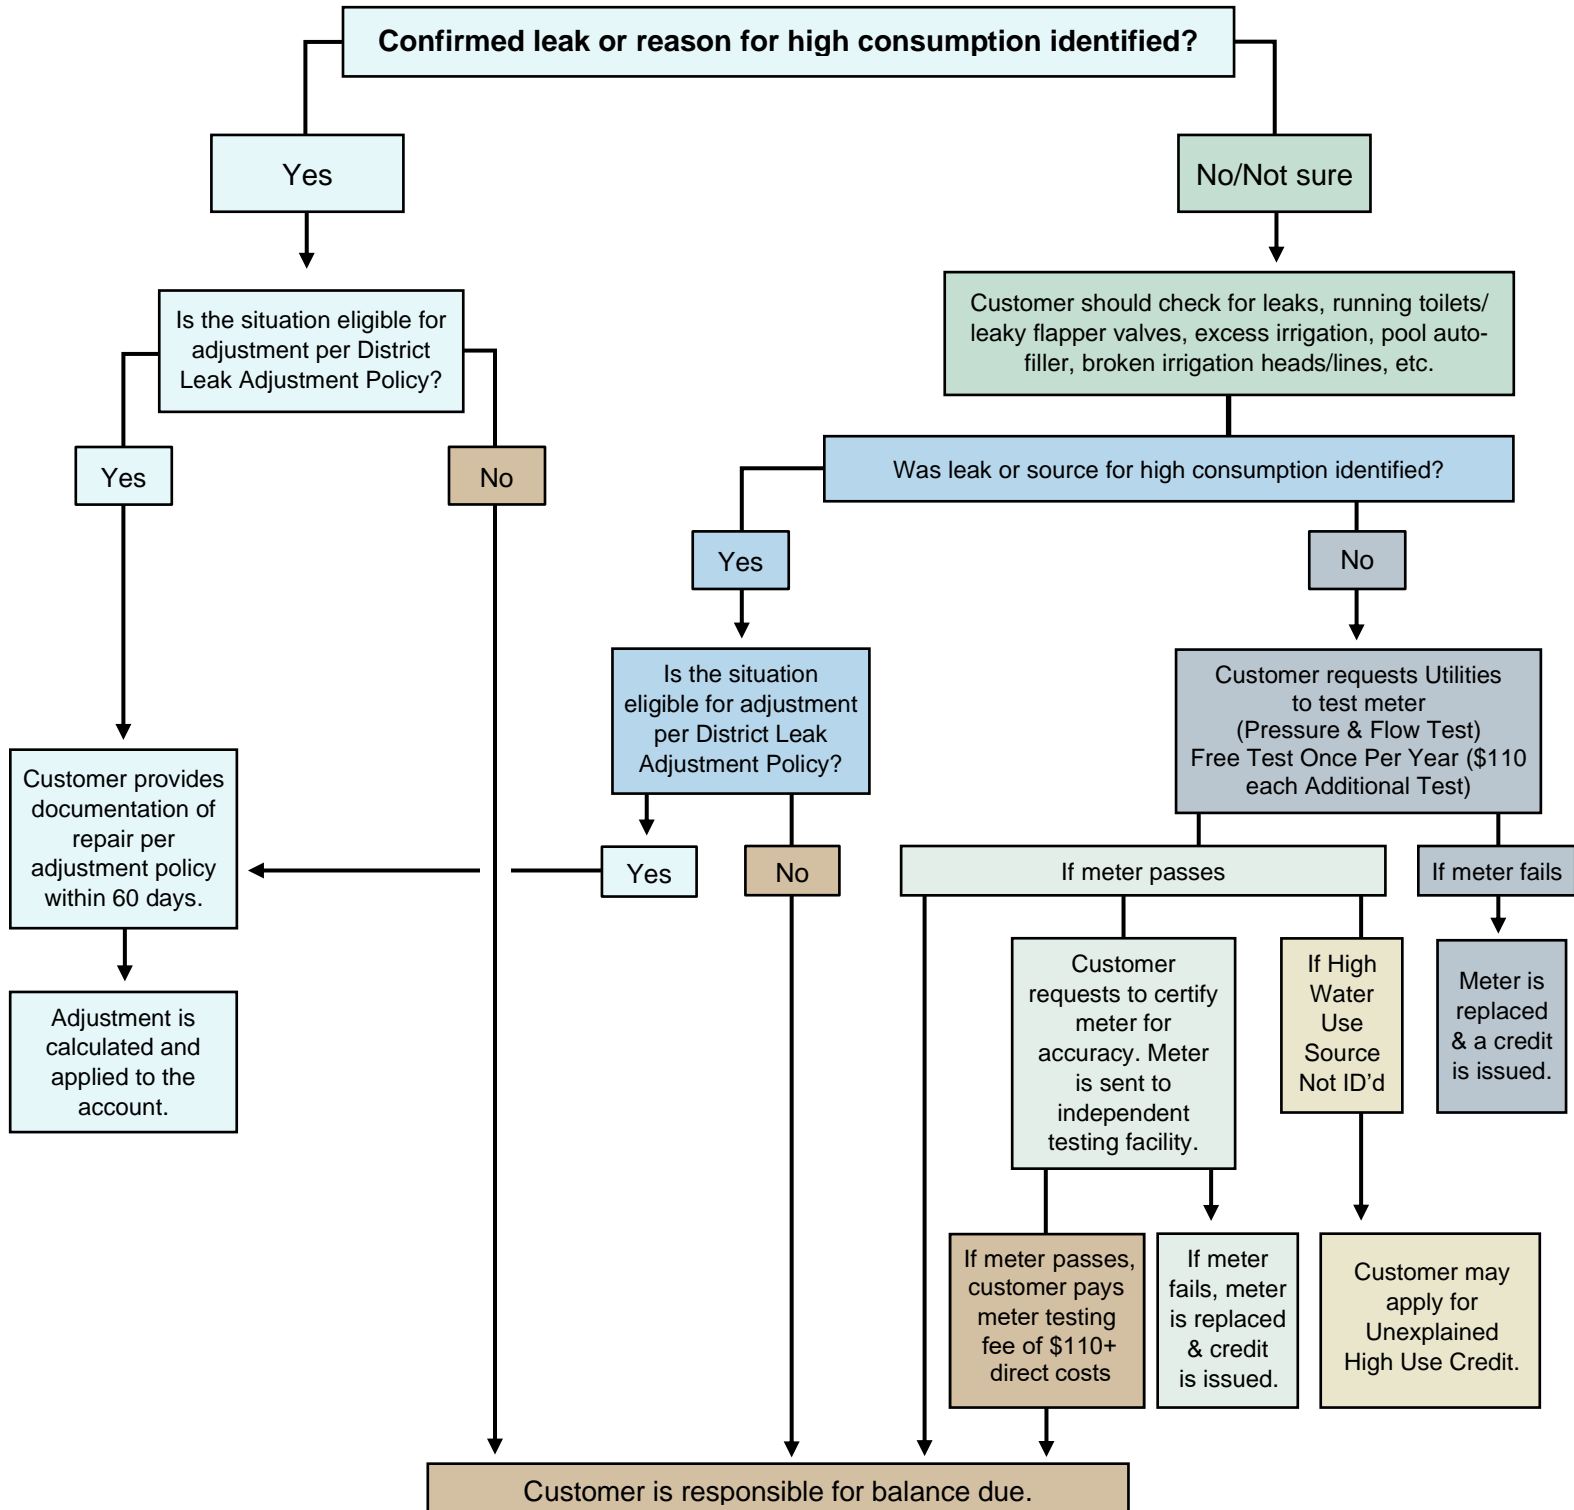 Confirmed leak or reason for high consumption identified?
Yes
No/Not sure
Is the situation eligible for
adjustment per District
Leak Adjustment Policy?
Customer should check for leaks, running toilets/
leaky flapper valves, excess irrigation, pool auto-
filler, broken irrigation heads/lines, etc.
Yes
No
Was leak or source for high consumption identified?
Yes
No
Is the situation
eligible for adjustment
per District Leak
Adjustment Policy?
Customer requests Utilities
to test meter
(Pressure & Flow Test)
Free Test Once Per Year ($110
each Additional Test)
Customer provides
documentation of
repair per
adjustment policy
within 60 days.
Yes
No
If meter passes
If meter fails
Adjustment is
calculated and
applied to the
account.
Customer
requests to certify
meter for
accuracy. Meter
is sent to
independent
testing facility.
If High
Water
Use
Source
Not ID’d
Meter is
replaced
& a credit
is issued.
If meter passes,
customer pays
meter testing
fee of $110+
direct costs
If meter
fails, meter
is replaced
& credit
is issued.
Customer may
apply for
Unexplained
High Use Credit.
Customer is responsible for balance due.